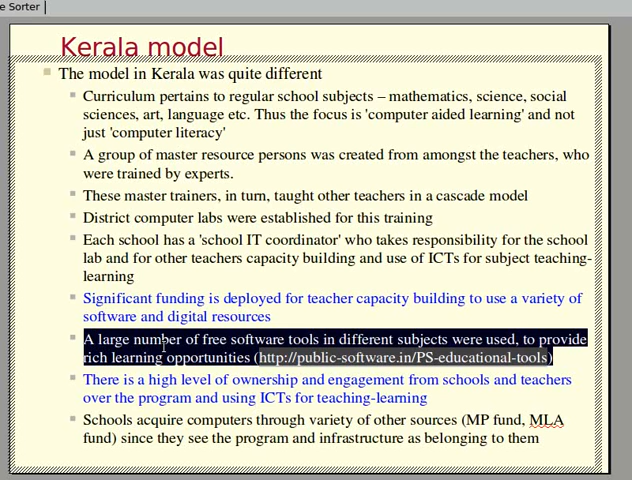 e Sorter
Kerala model
The model in Kerala was quite different
Curriculum pertains to regular school subjects – mathematics, science, social
sciences, art, language etc. Thus the focus is 'computer aided learning' and not
just 'computer literacy'
A group of master resource persons was created from amongst the teachers, who
were trained by experts.
These master trainers, in turn, taught other teachers in a cascade model
District computer labs were established for this training
Each school has a 'school IT coordinator' who takes responsibility for the school
lab and for other teachers capacity building and use of ICTs for subject teaching-
learning
Significant funding is deployed for teacher capacity building to use a variety of
software and digital resources
A large number of free software tools in different subjects were used, to provide
rich learning opportunities (http://public-software.in/PS-educational-tools)
There is a high level of ownership and engagement from schools and teachers
over the program and using ICTs for teaching-learning
Schools acquire computers through variety of other sources (MP fund, MLA
fund) since they see the program and infrastructure as belonging to them